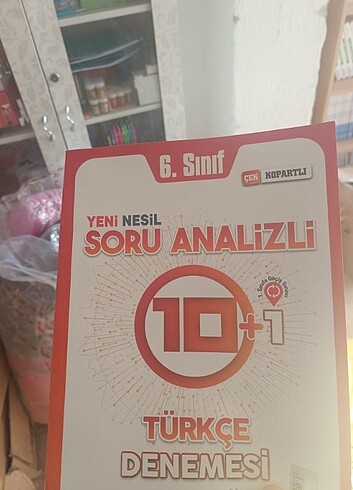 6. Sınıf
ÇEK KOPARTLI
YENİ NESİL
SORU ANALİZLİ
10+1
TÜRKÇE
DENEMESİ